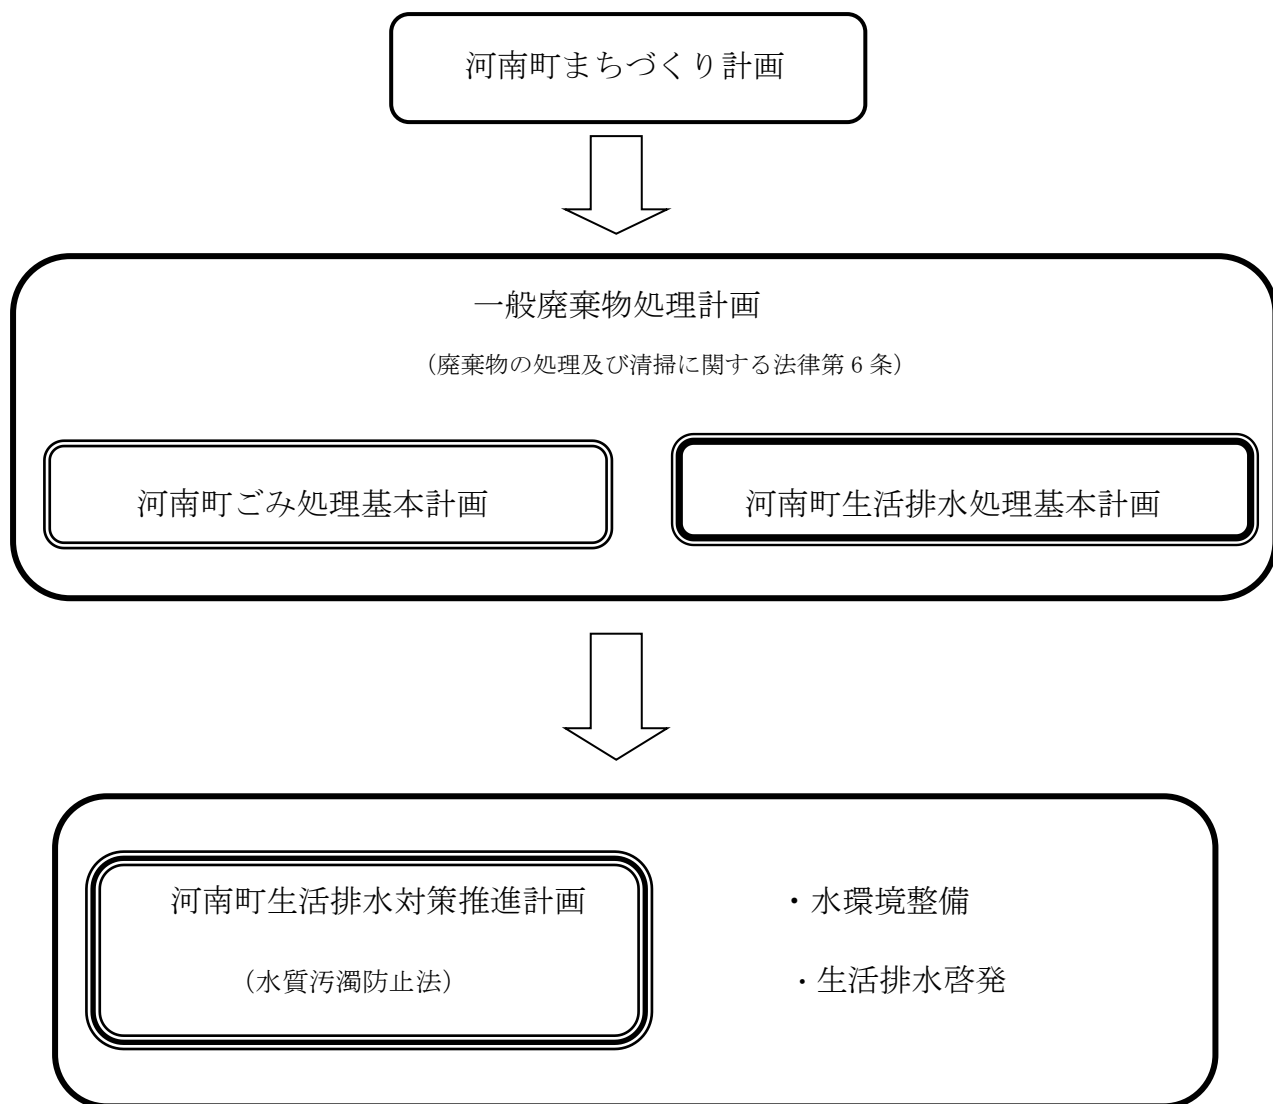 河南町まちづくり計画
一般廃棄物処理計画
（廃棄物の処理及び清掃に関する法律第６条）
河南町ごみ処理基本計画
河南町生活排水処理基本計画
河南町生活排水対策推進計画
（水質汚濁防止法）
・水環境整備
・生活排水啓発